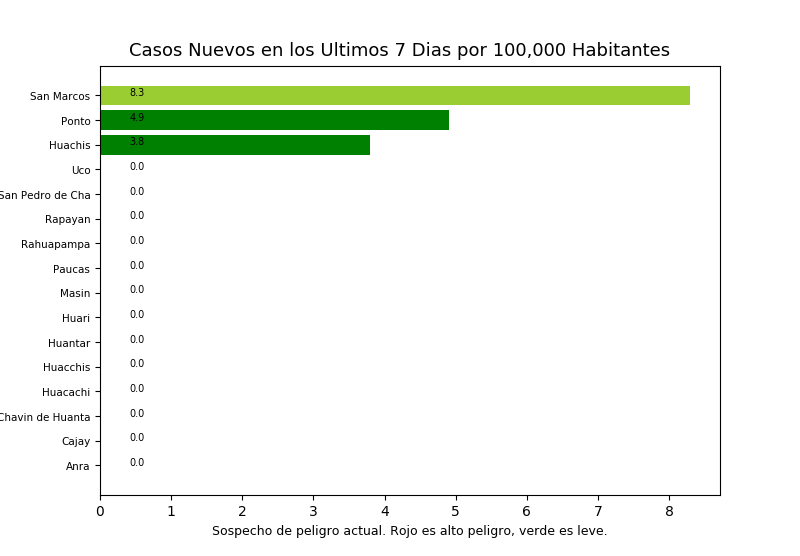 Casos Nuevos en los Ultimos 7 Dias por 100,000 Habitantes
San Marcos 8.3
Ponto 4.9
Huachis 3.8
Uco 0.0
San Pedro de Cha 0.0
Rapayan 0.0
Rahuapampa 0.0
Paucas 0.0
Masin 0.0
Huari 0.0
Huantar 0.0
Huacchis 0.0
Huacachi 0.0
Chavin de Huanta 0.0
Cajay 0.0
Anra 0.0
0 1 2 3 4 5 6 7 8
Sospecho de peligro actual. Rojo es alto peligro, verde es leve.